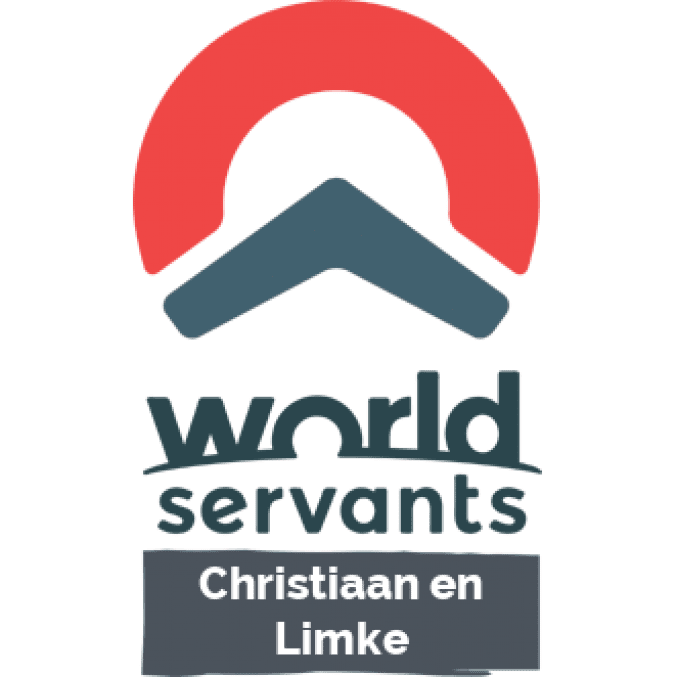 world
servants
Christiaan en
Limke